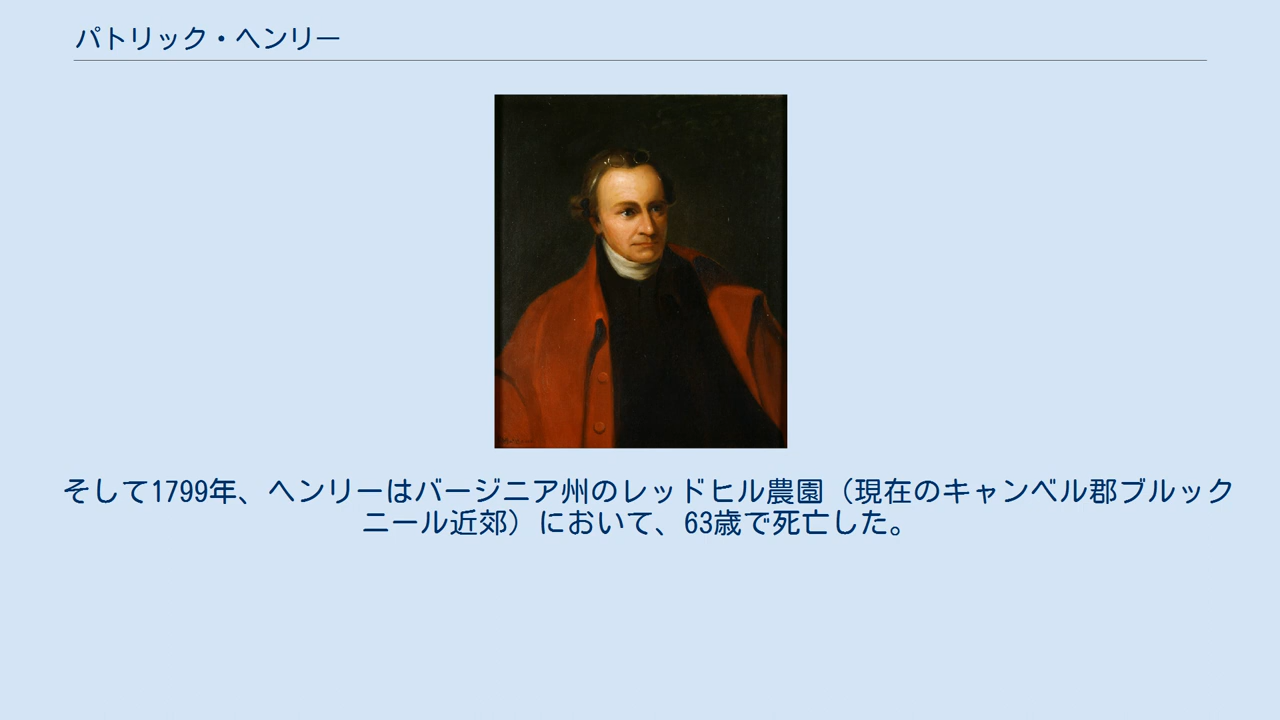 パトリック・ヘンリー
そして1799年、ヘンリーはバージニア州のレッドヒル農園（現在のキャンベル郡ブルック
ニール近郊）において、63歳で死亡した。